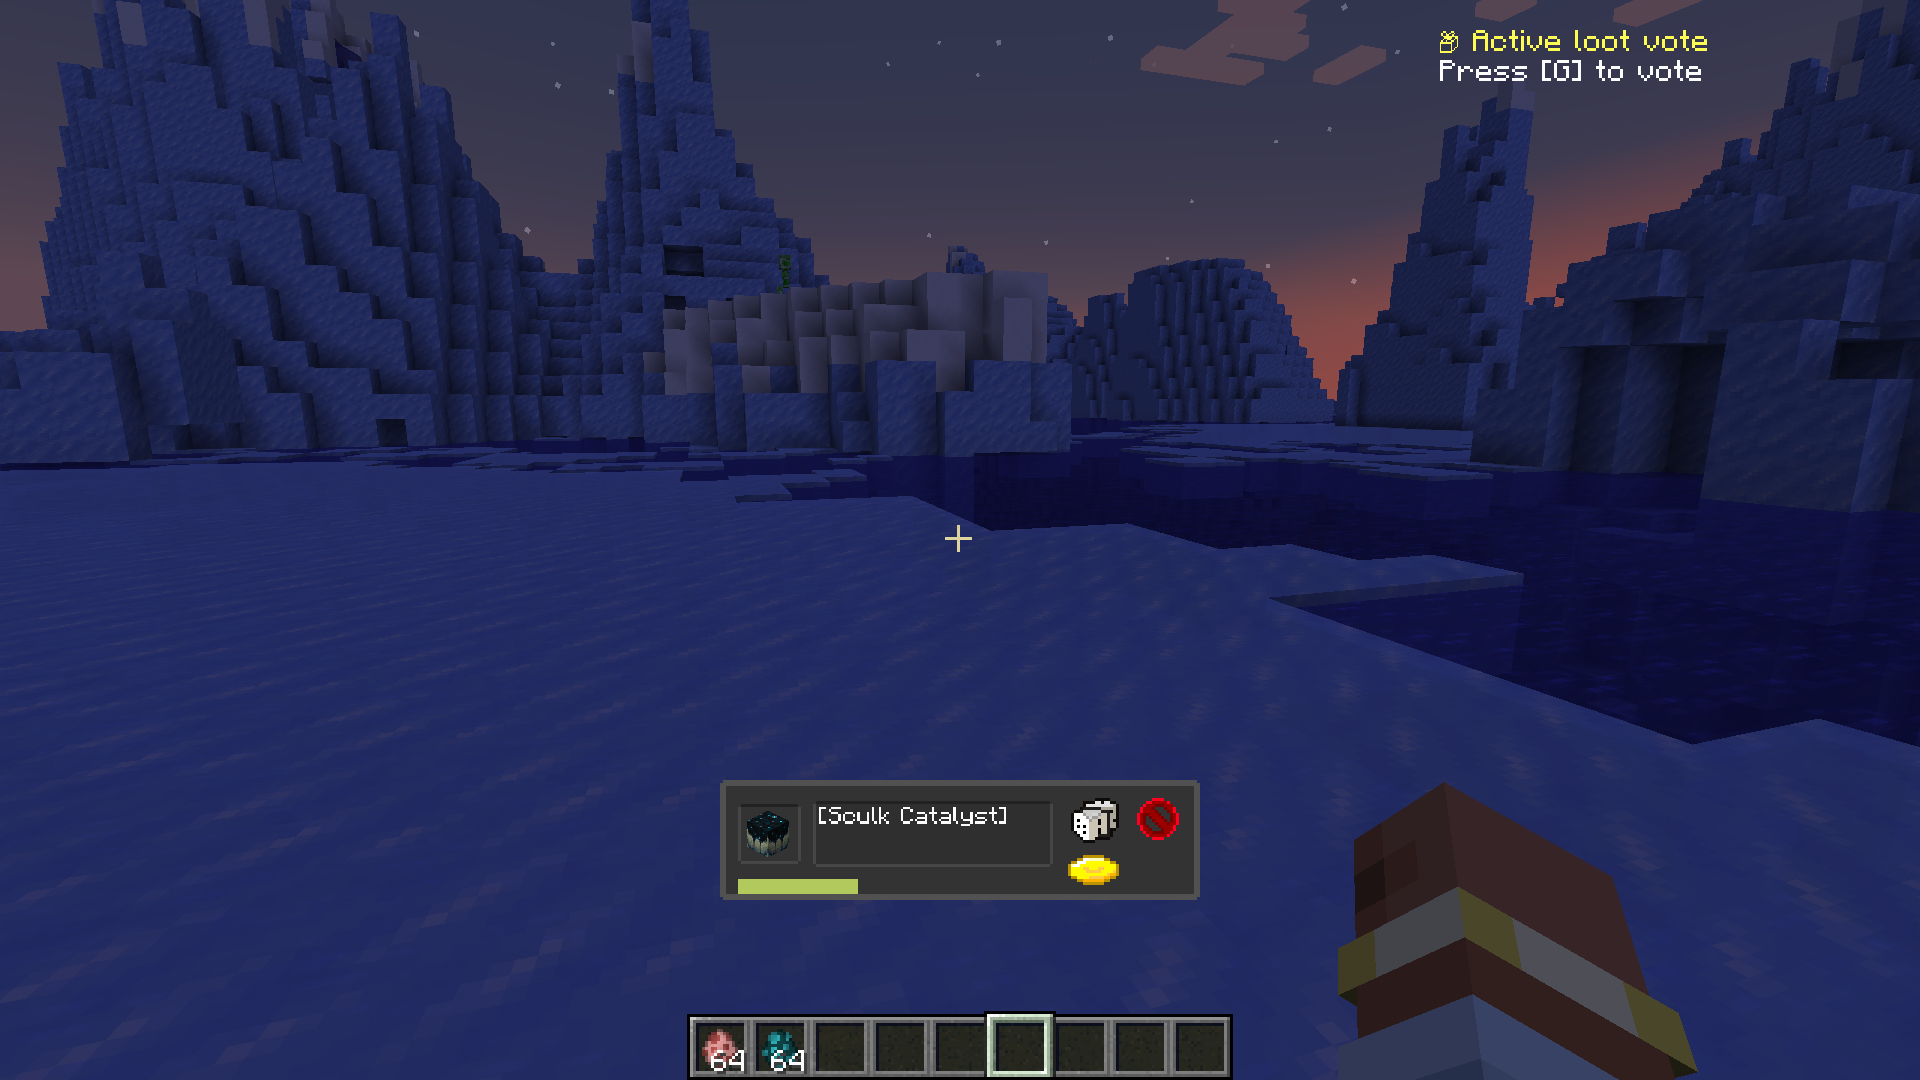 Active loot vote
Press [G] to vote
[Sculk Catalyst]
64 64